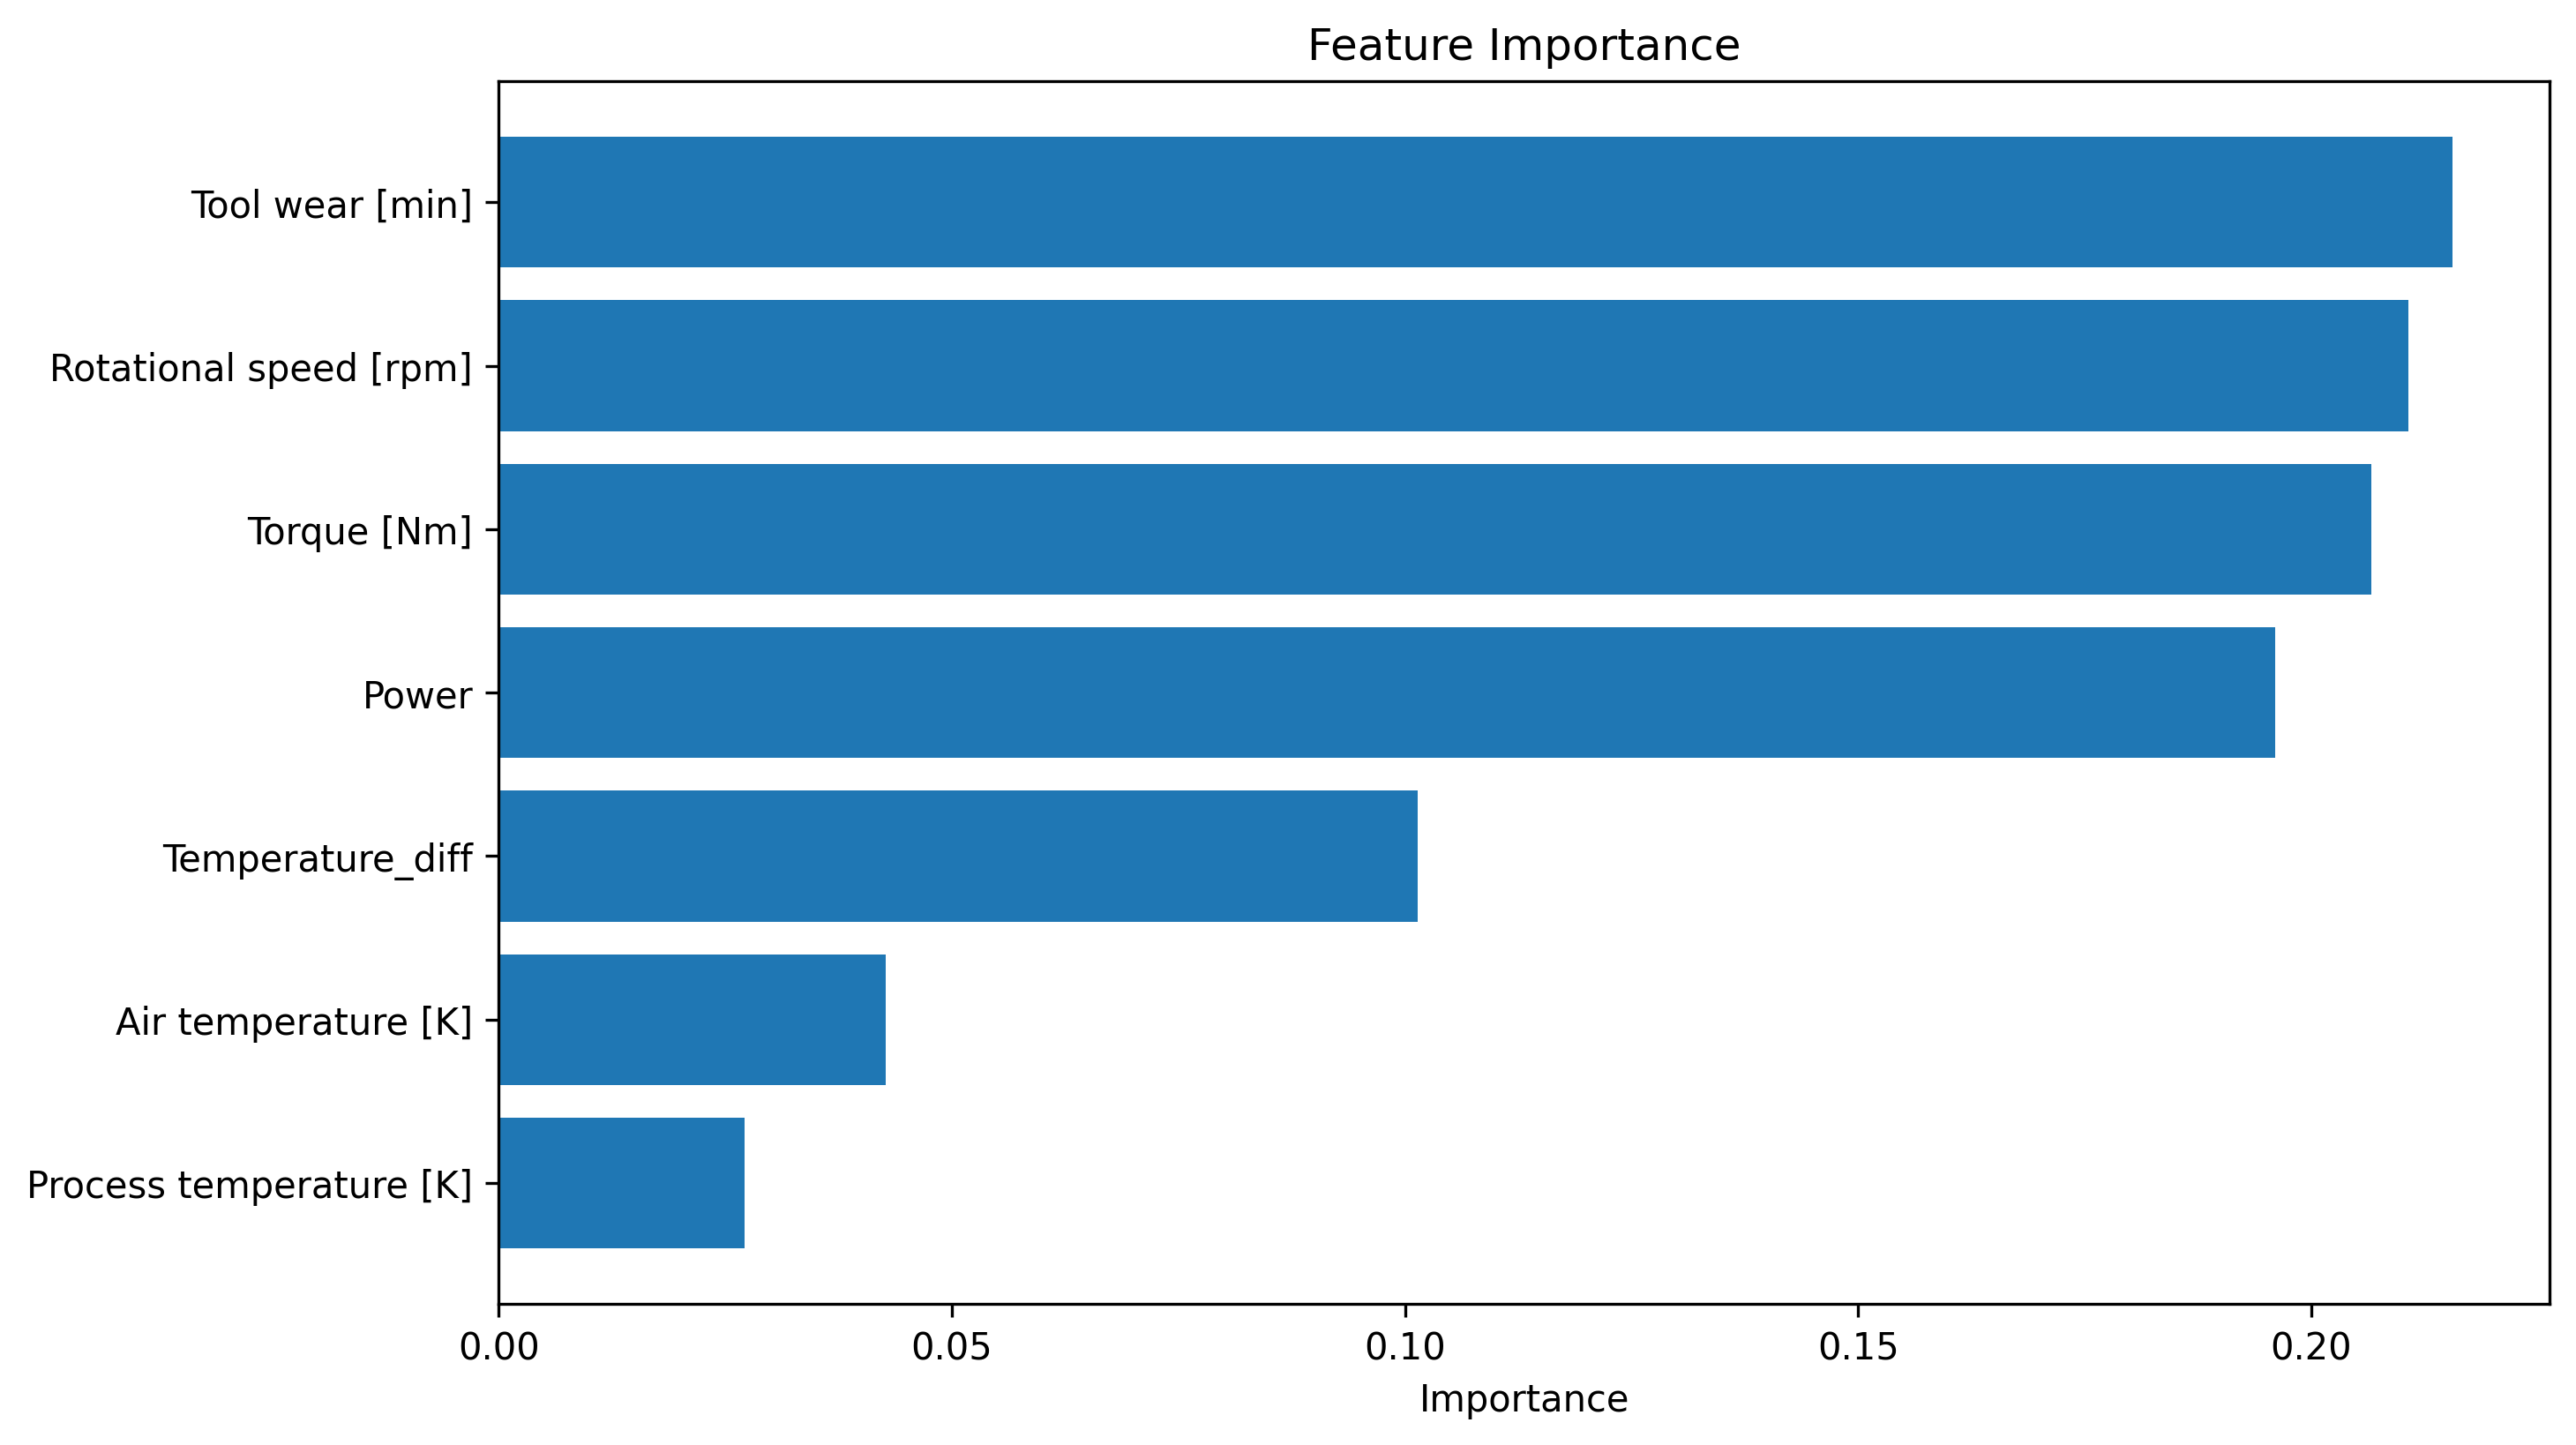 Feature Importance
Tool wear [min]
Rotational speed [rpm]
Torque [Nm]
Power
Temperature_diff
Air temperature [K]
Process temperature [K]
0.00 0.05 0.10 0.15 0.20
Importance